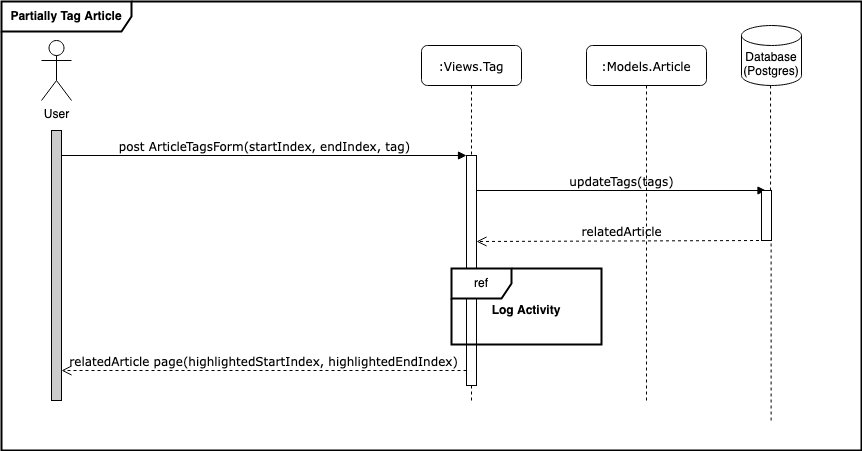 Partially Tag Article
User
:Views.Tag
:Models.Article
Database
(Postgres)
post ArticleTagsForm(startIndex, endIndex, tag)
updateTags(tags)
relatedArticle
ref
Log Activity
relatedArticle page(highlightedStartIndex, highlightedEndIndex)